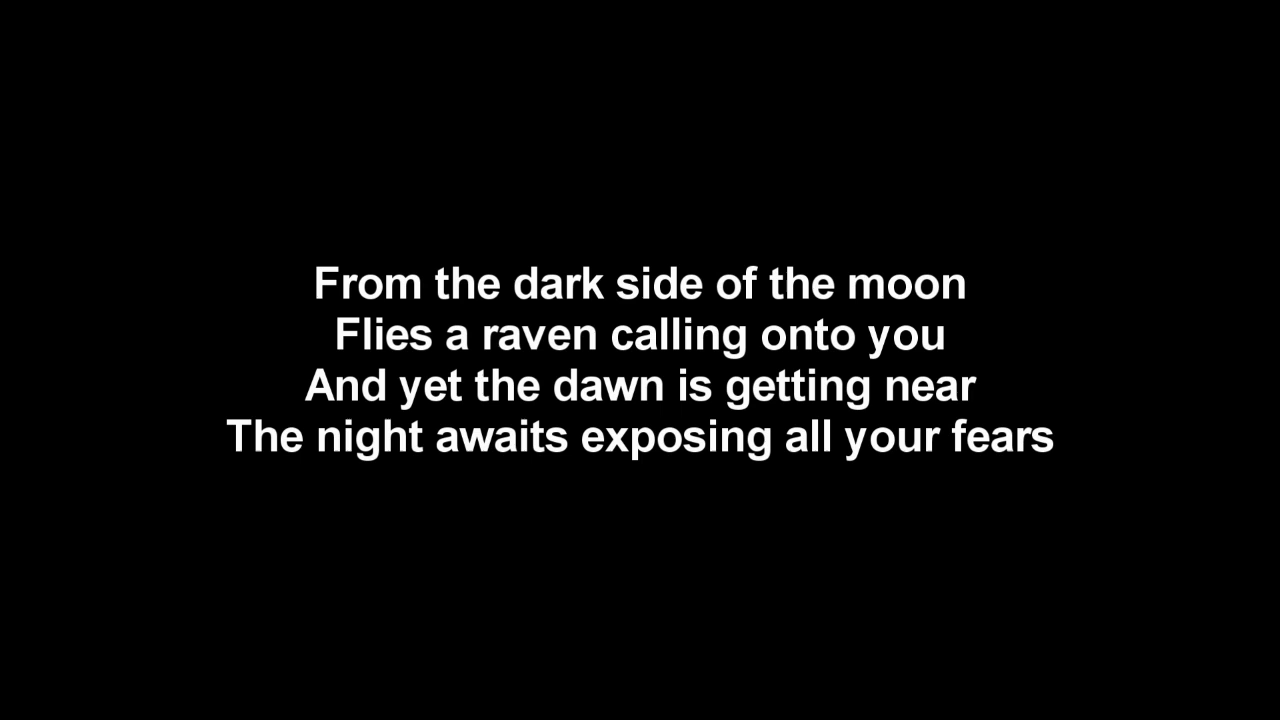 From the dark side of the moon
Flies a raven calling onto you
And yet the dawn is getting near
The night awaits exposing all your fears